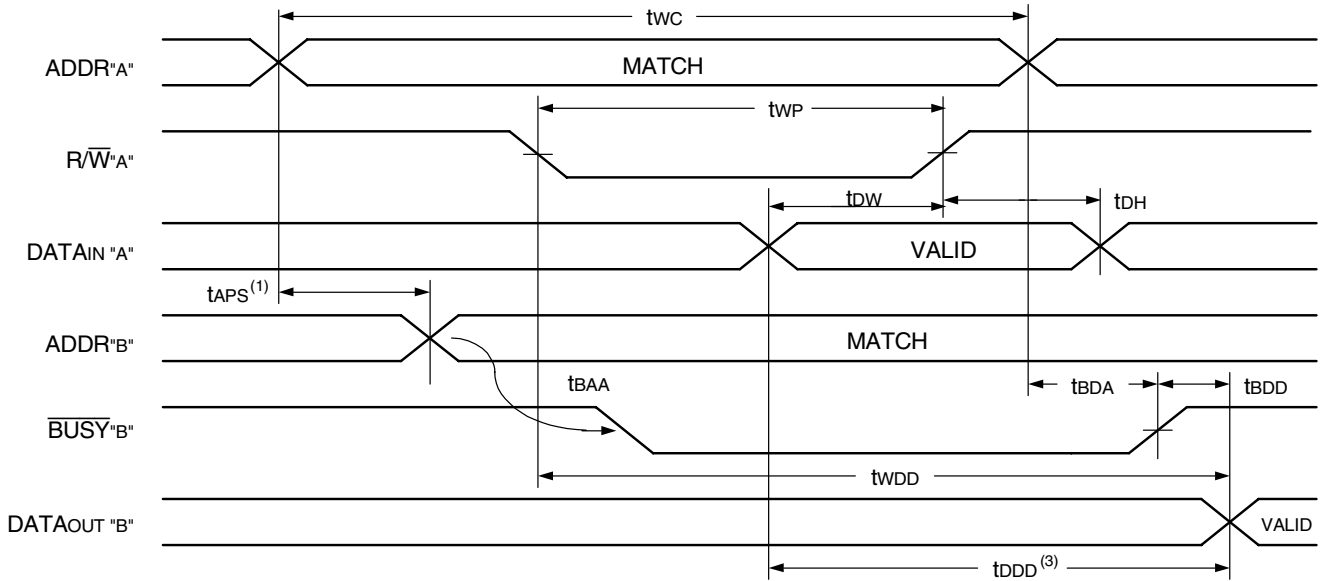 tWC
ADDR"A"
MATCH
tWP
R/W̅"A"
tDW
tDH
DATAIN "A"
VALID
tAPS(1)
ADDR"B"
MATCH
tBAA
tBDA
tBDD
B̅U̅S̅Y̅"B"
tWDD
DATAOUT "B"
VALID
tDDD(3)